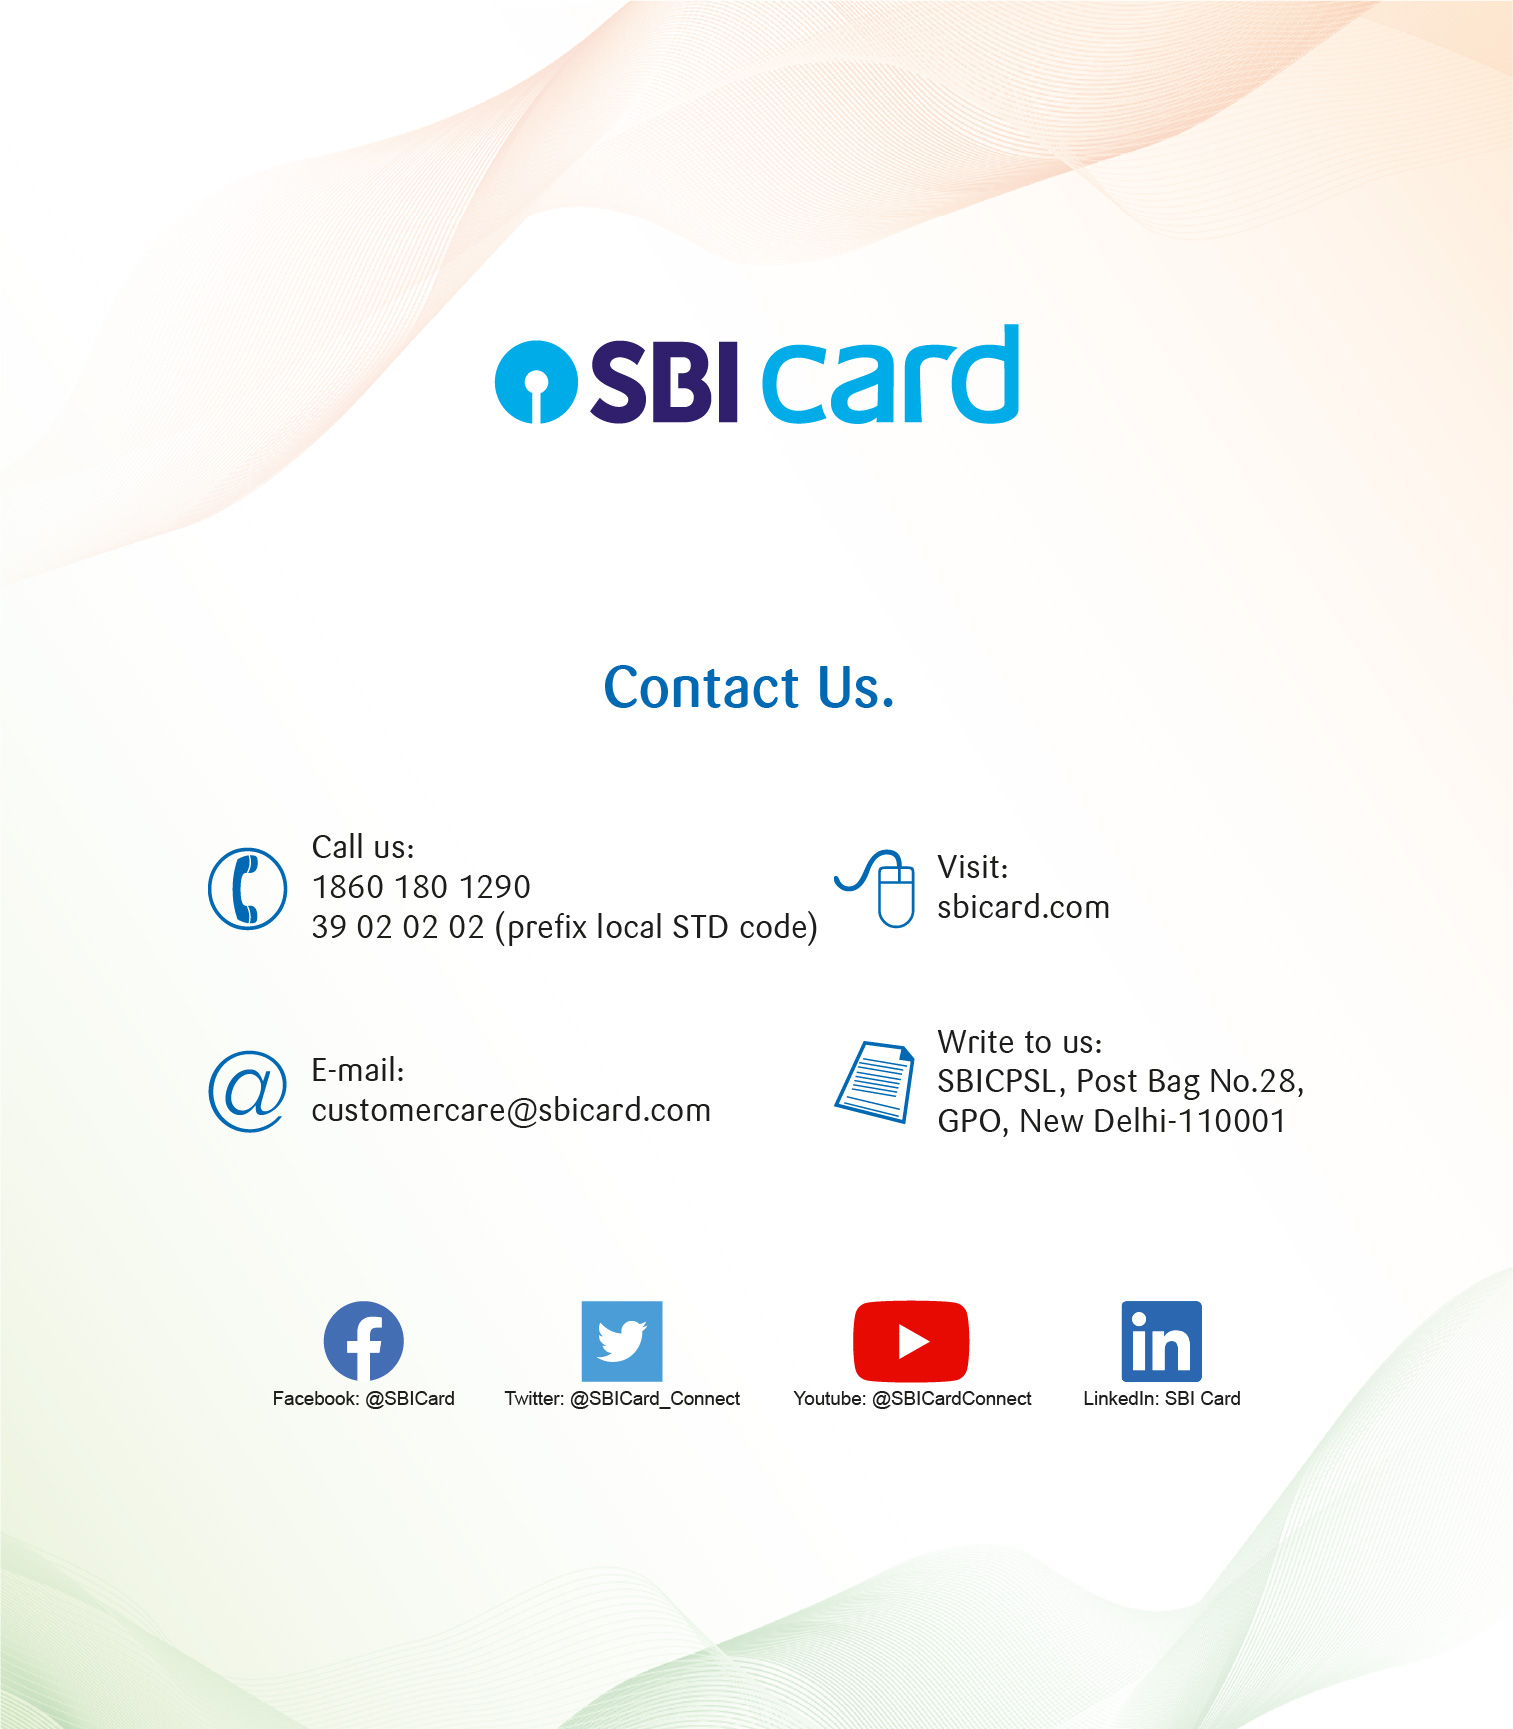 SBI card
Contact Us.
Call us:
1860 180 1290
39 02 02 02 (prefix local STD code)
Visit:
sbicard.com
E-mail:
customercare@sbicard.com
Write to us:
SBICPSL, Post Bag No.28,
GPO, New Delhi-110001
Facebook: @SBICard
Twitter: @SBICard_Connect
Youtube: @SBICardConnect
LinkedIn: SBI Card